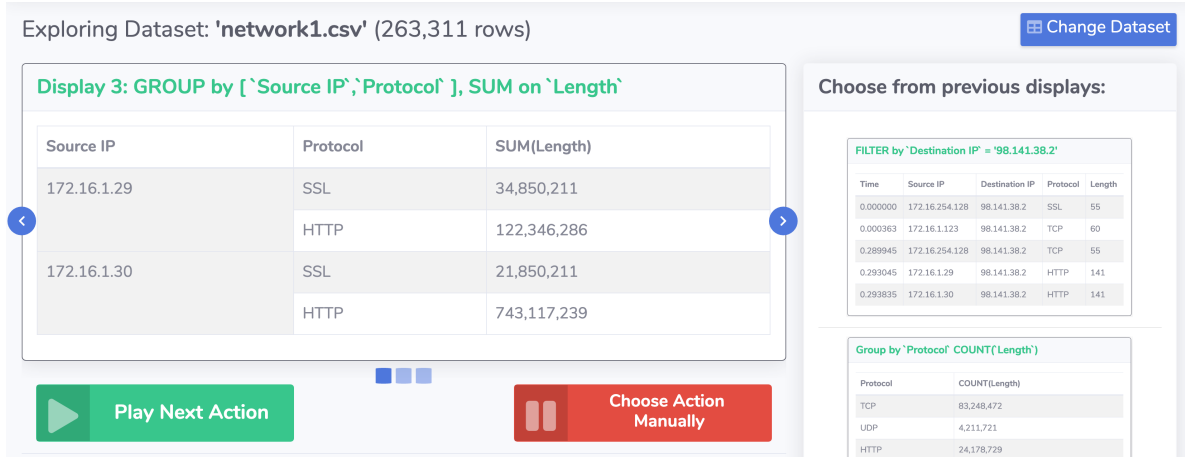 Exploring Dataset: 'network1.csv' (263,311 rows)
Change Dataset
Display 3: GROUP by [ `Source IP`,`Protocol` ], SUM on `Length`
Source IP Protocol SUM(Length)
172.16.1.29 SSL 34,850,211
HTTP 122,346,286
172.16.1.30 SSL 21,850,211
HTTP 743,117,239
Play Next Action
Choose Action
Manually
Choose from previous displays:
FILTER by `Destination IP` = '98.141.38.2'
Time Source IP Destination IP Protocol Length
0.000000 172.16.254.128 98.141.38.2 SSL 55
0.000363 172.16.1.123 98.141.38.2 TCP 60
0.289945 172.16.254.128 98.141.38.2 TCP 55
0.293045 172.16.1.29 98.141.38.2 HTTP 141
0.293835 172.16.1.30 98.141.38.2 HTTP 141
Group by `Protocol` COUNT(`Length`)
Protocol COUNT(Length)
TCP 83,248,472
UDP 4,211,721
HTTP 24,178,729